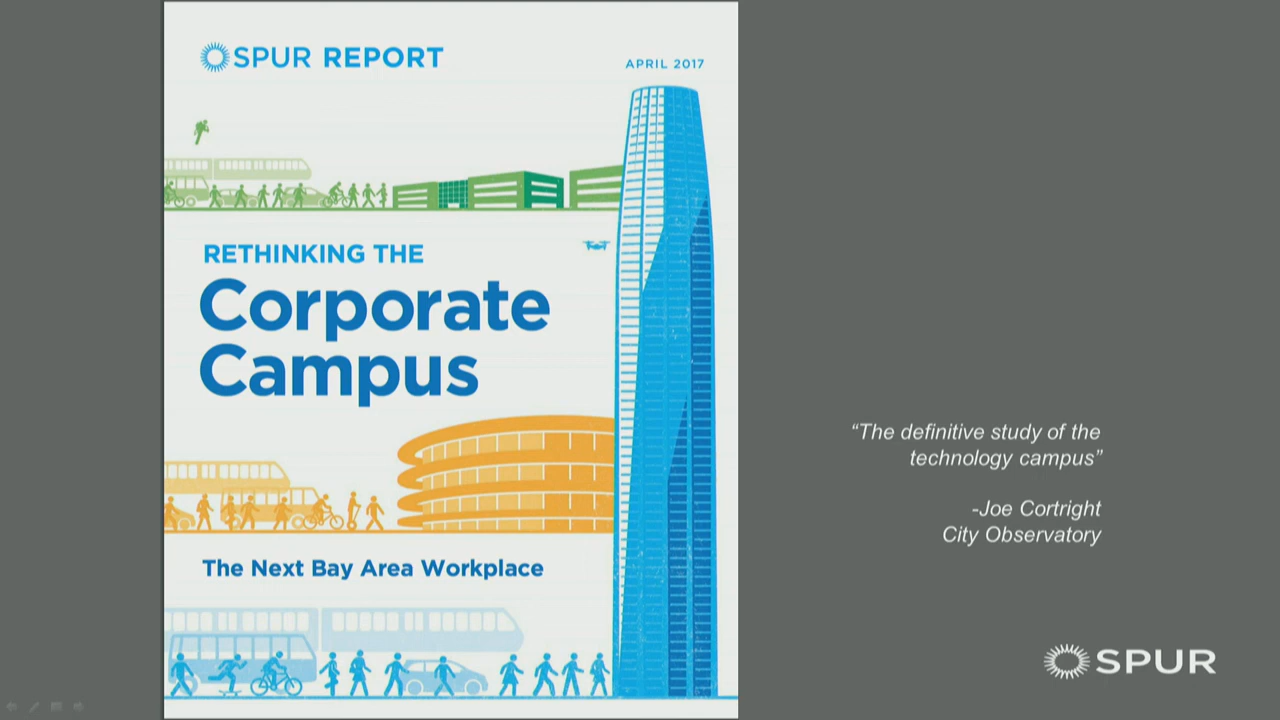 SPUR REPORT
APRIL 2017
RETHINKING THE
Corporate
Campus
The Next Bay Area Workplace
“The definitive study of the
technology campus”
-Joe Cortright
City Observatory
SPUR